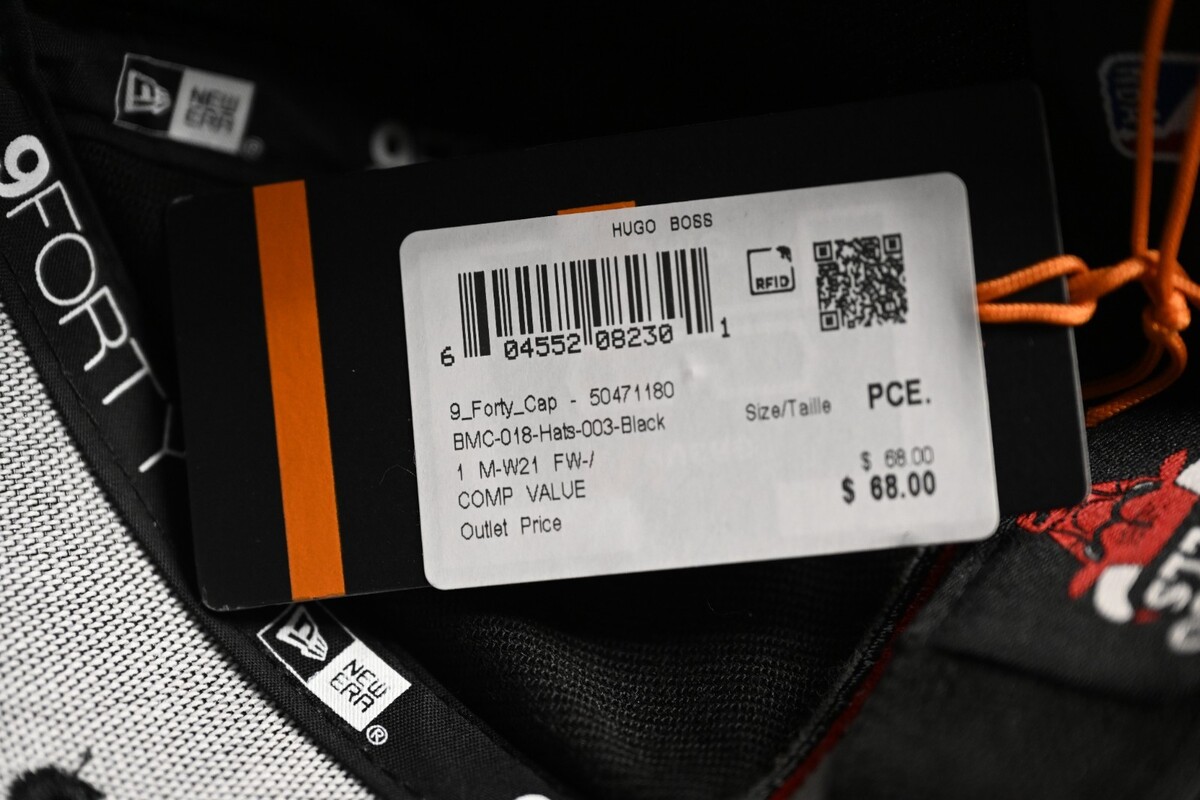 NEW
ERA
9FORTY
HUGO BOSS
RFID
6 04552 08230 1
9_Forty_Cap - 50471180
Size/Taille PCE.
BMC-018-Hats-003-Black
1 M-W21 FW-/
$ 68.00
COMP VALUE
$ 68.00
Outlet Price
NEW
ERA
®